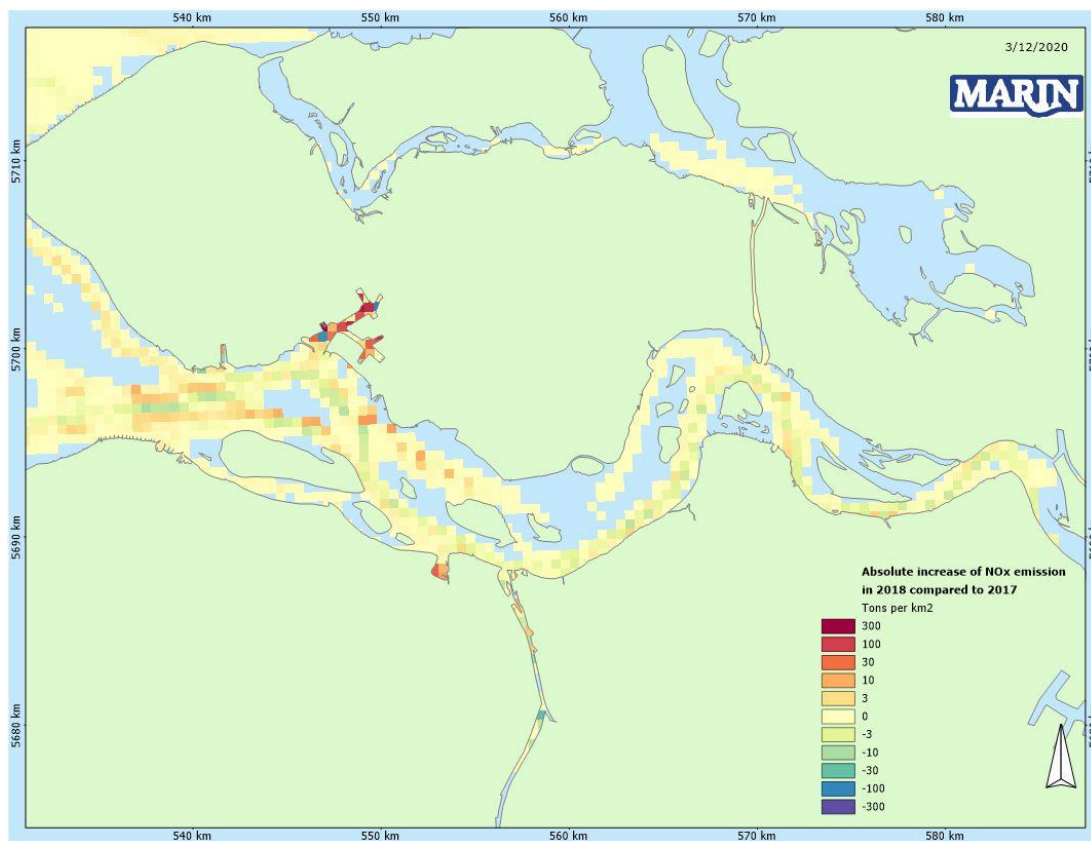 540 km
550 km
560 km
570 km
580 km
3/12/2020
MARIN
5710 km
5700 km
5690 km
5680 km
Absolute increase of NOx emission
in 2018 compared to 2017
Tons per km2
300
100
30
10
3
0
-3
-10
-30
-100
-300
540 km
550 km
560 km
570 km
580 km